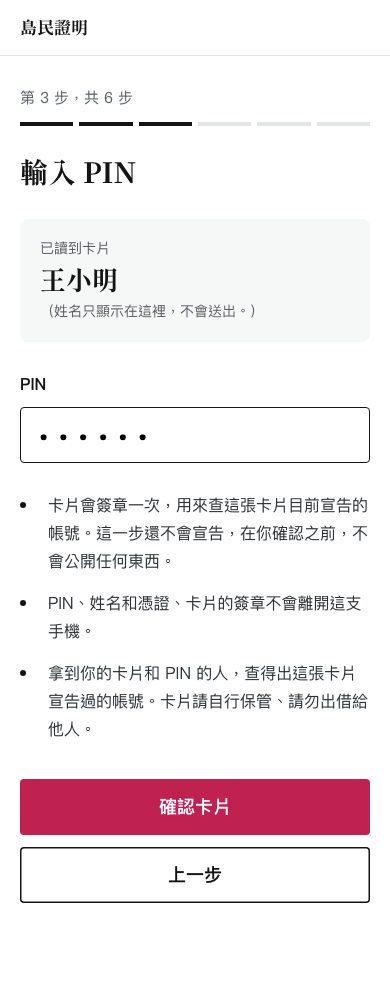 島民證明
第 3 步，共 6 步
輸入 PIN
已讀到卡片
王小明
（姓名只顯示在這裡，不會送出。）
PIN
••••••
• 卡片會簽章一次，用來查這張卡片目前宣告的
帳號。這一步還不會宣告，在你確認之前，不
會公開任何東西。
• PIN、姓名和憑證、卡片的簽章不會離開這支
手機。
• 拿到你的卡片和 PIN 的人，查得出這張卡片
宣告過的帳號。卡片請自行保管、請勿出借給
他人。
確認卡片
上一步